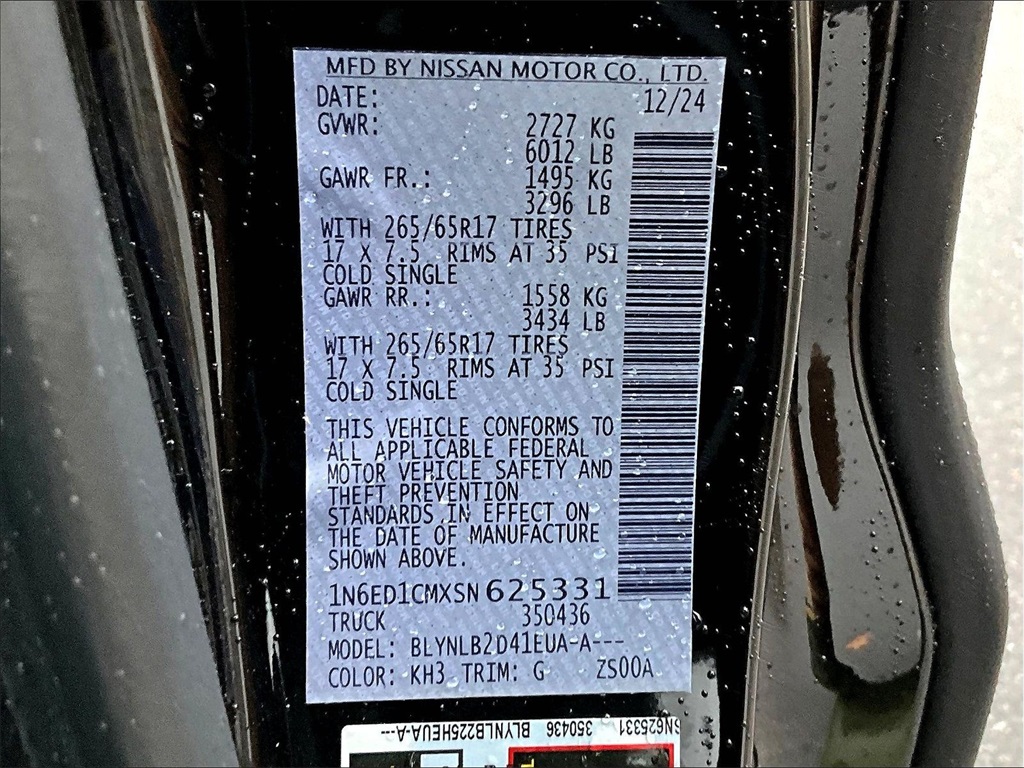 MFD BY NISSAN MOTOR CO., LTD.
DATE: 12/24
GVWR: 2727 KG
6012 LB
GAWR FR.: 1495 KG
3296 LB
WITH 265/65R17 TIRES
17 X 7.5 RIMS AT 35 PSI
COLD SINGLE
GAWR RR.: 1558 KG
3434 LB
WITH 265/65R17 TIRES
17 X 7.5 RIMS AT 35 PSI
COLD SINGLE
THIS VEHICLE CONFORMS TO
ALL APPLICABLE FEDERAL
MOTOR VEHICLE SAFETY AND
THEFT PREVENTION
STANDARDS IN EFFECT ON
THE DATE OF MANUFACTURE
SHOWN ABOVE.
1N6ED1CMXSN 625331
TRUCK 350436
MODEL: BLYNLB2D41EUA-A---
COLOR: KH3 TRIM: G ZS00A
SN625331 350436 BLYNLB225HEUA-A---